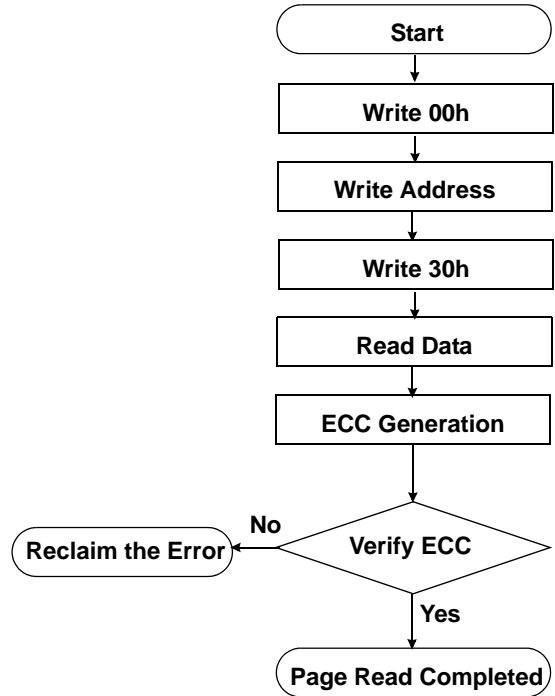 Start
Write 00h
Write Address
Write 30h
Read Data
ECC Generation
Verify ECC
No
Reclaim the Error
Yes
Page Read Completed